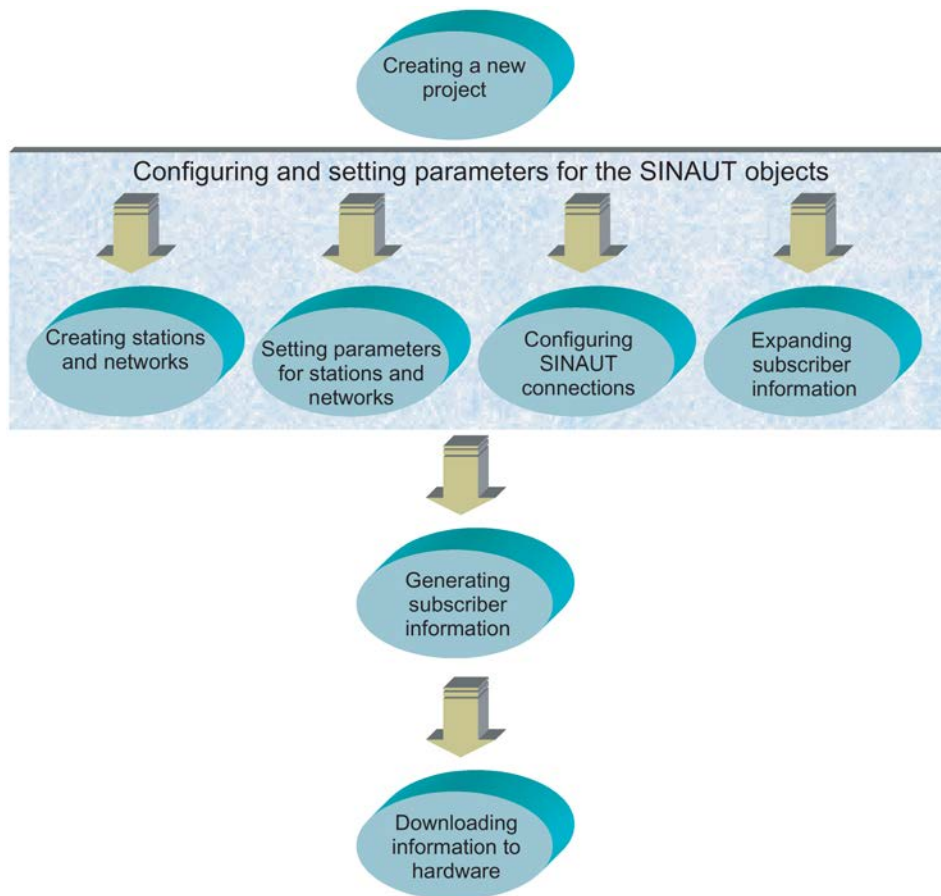 Creating a new
project
Configuring and setting parameters for the SINAUT objects
Creating stations
and networks
Setting parameters
for stations and
networks
Configuring
SINAUT
connections
Expanding
subscriber
information
Generating
subscriber
information
Downloading
information to
hardware